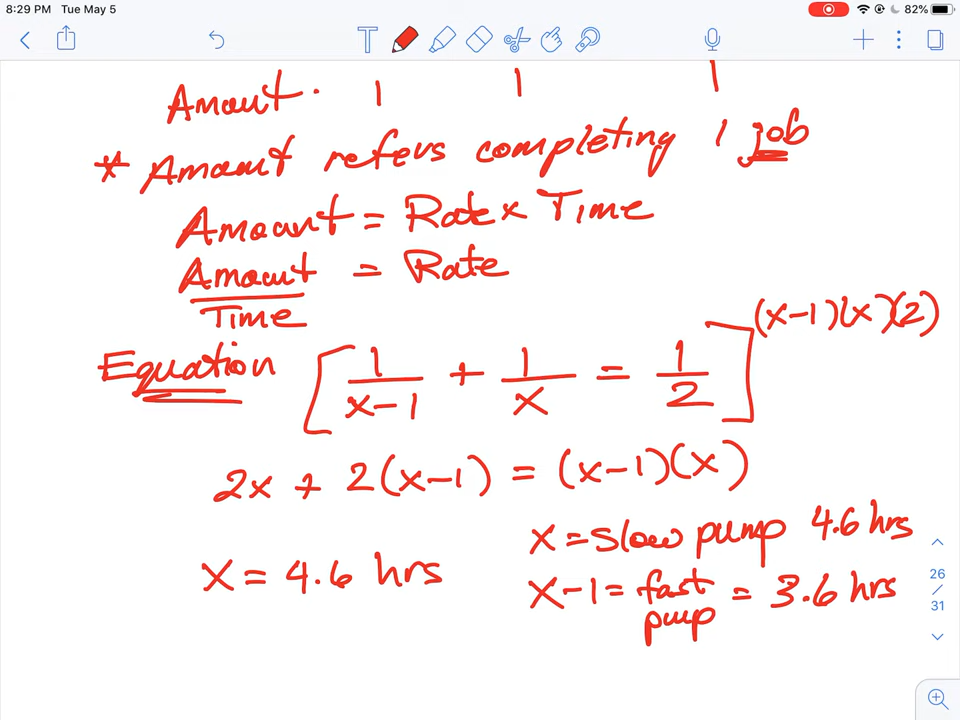 8:29 PM Tue May 5
82%
T
Amout · 1 1 1
* Amount refers completing 1 job
Amount = Rate x Time
Amount/Time = Rate
(x-1)(x)(2)
Equation [ 1/(x-1) + 1/x = 1/2 ]
2x + 2(x-1) = (x-1)(x)
x = slow pump 4.6 hrs
x = 4.6 hrs
x-1 = fast pump = 3.6 hrs
26
/
31